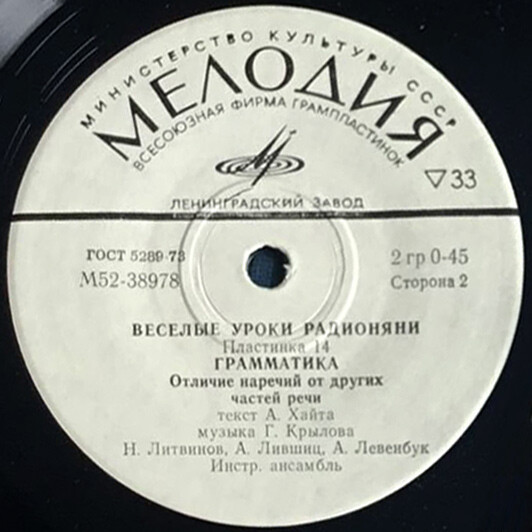 МИНИСТЕРСТВО КУЛЬТУРЫ СССР
МЕЛОДИЯ
ВСЕСОЮЗНАЯ ФИРМА ГРАМПЛАСТИНОК
▽33
ЛЕНИНГРАДСКИЙ ЗАВОД
ГОСТ 5289-73
2 гр 0-45
М52-38978
Сторона 2
ВЕСЕЛЫЕ УРОКИ РАДИОНЯНИ
Пластинка 14
ГРАММАТИКА
Отличие наречий от других
частей речи
текст А. Хайта
музыка Г. Крылова
Н. Литвинов, А. Лившиц, А. Левенбук
Инстр. ансамбль